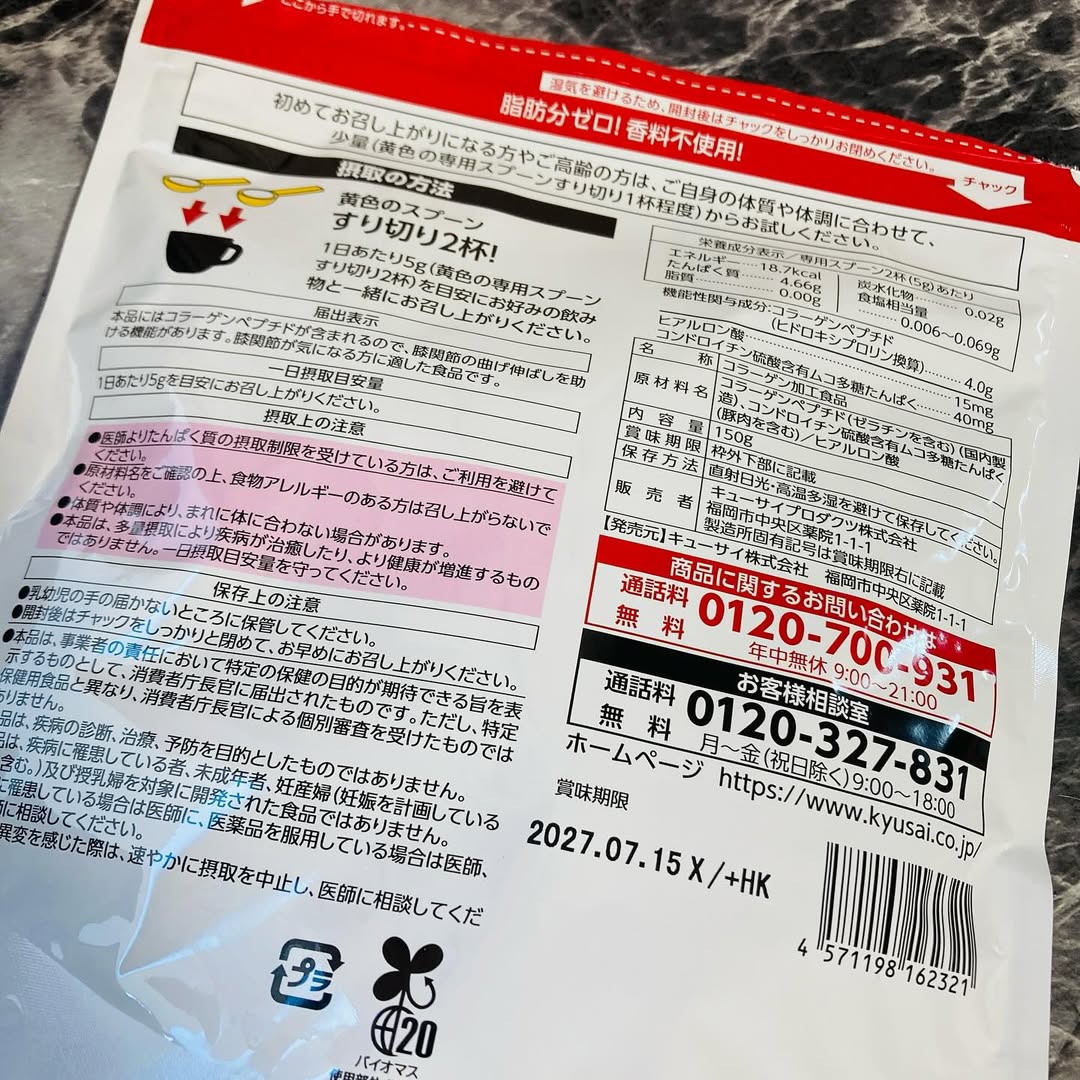 ここから手で切れます。
湿気を避けるため、開封後はチャックをしっかりお閉めください。
脂肪分ゼロ!香料不使用!
チャック
初めてお召し上がりになる方やご高齢の方は、ご自身の体質や体調に合わせて、
少量(黄色の専用スプーンすり切り1杯程度)からお試しください。
摂取の方法
黄色のスプーン
すり切り2杯!
1日あたり5g(黄色の専用スプーン
すり切り2杯)を目安にお好みの飲み
物と一緒にお召し上がりください。
届出表示
本品にはコラーゲンペプチドが含まれるので、膝関節の曲げ伸ばしを助
ける機能があります。膝関節が気になる方に適した食品です。
一日摂取目安量
1日あたり5gを目安にお召し上がりください。
摂取上の注意
●医師よりたんぱく質の摂取制限を受けている方は、ご利用を避けて
ください。
●原材料名をご確認の上、食物アレルギーのある方は召し上がらないで
ください。
●体質や体調により、まれに体に合わない場合があります。
●本品は、多量摂取により疾病が治癒したり、より健康が増進するもの
ではありません。一日摂取目安量を守ってください。
保存上の注意
●乳幼児の手の届かないところに保管してください。
●開封後はチャックをしっかりと閉めて、お早めにお召し上がりください。
●本品は、事業者の責任において特定の保健の目的が期待できる旨を表
示するものとして、消費者庁長官に届出されたものです。ただし、特定
保健用食品と異なり、消費者庁長官による個別審査を受けたものでは
ありません。
品は、疾病の診断、治療、予防を目的としたものではありません。
品は、疾病に罹患している者、未成年者、妊産婦(妊娠を計画している
含む。)及び授乳婦を対象に開発された食品ではありません。
に罹患している場合は医師に、医薬品を服用している場合は医師、
に相談してください。
異変を感じた際は、速やかに摂取を中止し、医師に相談してくだ
プラ
20
バイオマス
栄養成分表示/専用スプーン2杯(5g)あたり
エネルギー……18.7kcal
たんぱく質……4.66g
脂質……0.00g
炭水化物……0.02g
食塩相当量……0.006~0.069g
機能性関与成分:コラーゲンペプチド
(ヒドロキシプロリン換算)……4.0g
ヒアルロン酸……15mg
コンドロイチン硫酸含有ムコ多糖たんぱく……40mg
名称 コラーゲン加工食品
原材料名 コラーゲンペプチド(ゼラチンを含む)(国内製
造)、コンドロイチン硫酸含有ムコ多糖たんぱく
(豚肉を含む)/ヒアルロン酸
内容量 150g
賞味期限 枠外下部に記載
保存方法 直射日光・高温多湿を避けて保存してください。
販売者 キューサイプロダクツ株式会社
福岡市中央区薬院1-1-1
製造所固有記号は賞味期限右に記載
【発売元】キューサイ株式会社 福岡市中央区薬院1-1-1
商品に関するお問い合わせは
通話料無料 0120-700-931
年中無休 9:00~21:00
お客様相談室
通話料無料 0120-327-831
月~金(祝日除く)9:00~18:00
ホームページ https://www.kyusai.co.jp/
賞味期限
2027.07.15 X/+HK
4 571198 162321